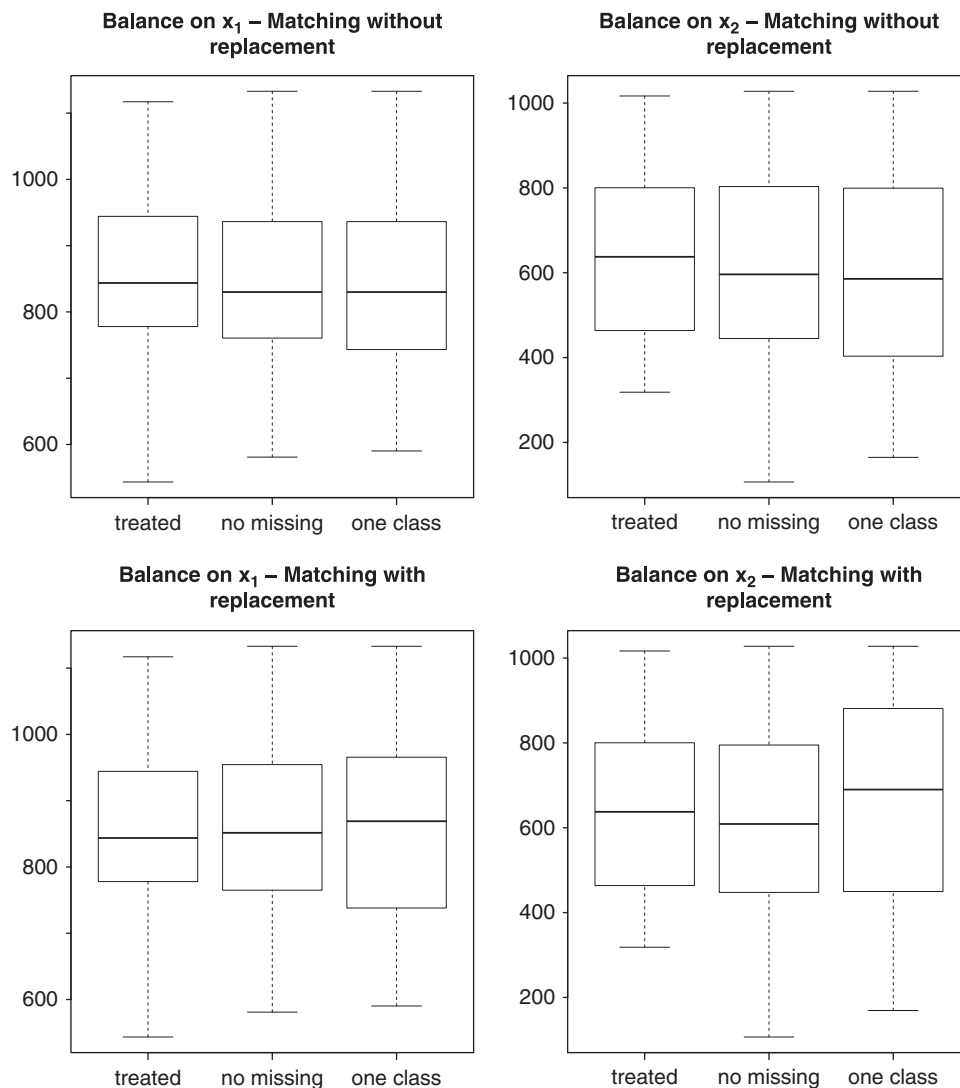 Balance on x₁ – Matching without
replacement
1000
800
600
treated no missing one class
Balance on x₂ – Matching without
replacement
1000
800
600
400
200
treated no missing one class
Balance on x₁ – Matching with
replacement
1000
800
600
treated no missing one class
Balance on x₂ – Matching with
replacement
1000
800
600
400
200
treated no missing one class